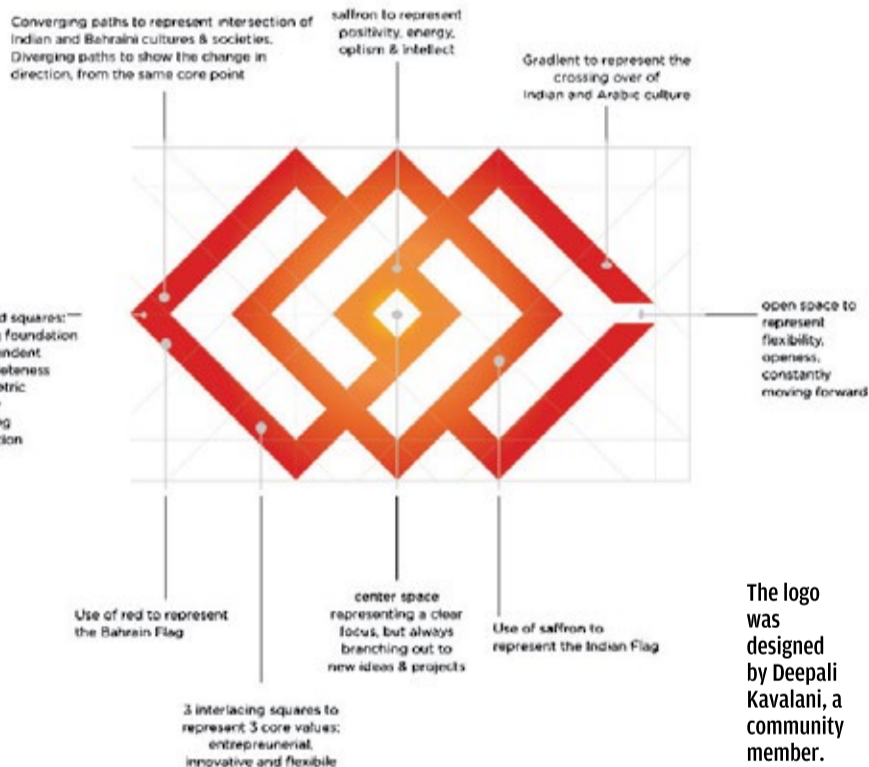 Converging paths to represent intersection of
Indian and Bahraini cultures & societies.
Diverging paths to show the change in
direction, from the same core point
saffron to represent
positivity, energy,
optism & intellect
Gradient to represent the
crossing over of
Indian and Arabic culture
d squares:
foundation
open space to
represent
flexibility,
openess,
constantly
moving forward
Use of red to represent
the Bahrain Flag
center space
representing a clear
focus, but always
branching out to
new ideas & projects
Use of saffron to
represent the Indian Flag
3 interlacing squares to
represent 3 core values:
entrepreunerial,
innovative and flexibile
The logo
was
designed
by Deepali
Kavalani, a
community
member.